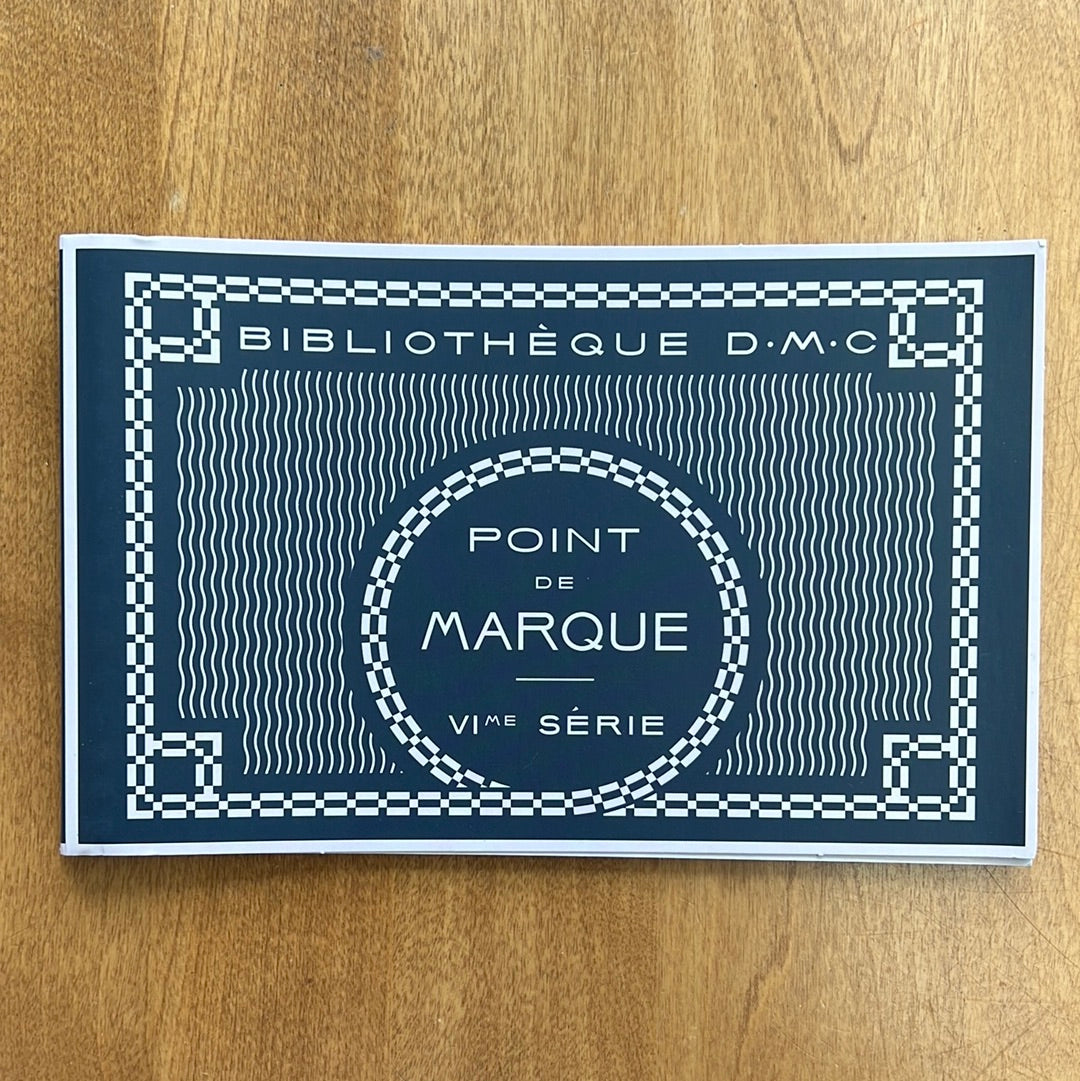 BIBLIOTHÈQUE D·M·C
POINT
DE
MARQUE
VIME SÉRIE